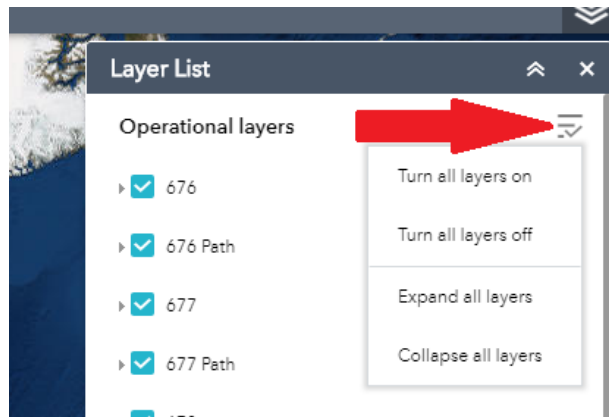 Layer List
Operational layers
Turn all layers on
676
Turn all layers off
676 Path
Expand all layers
677
Collapse all layers
677 Path